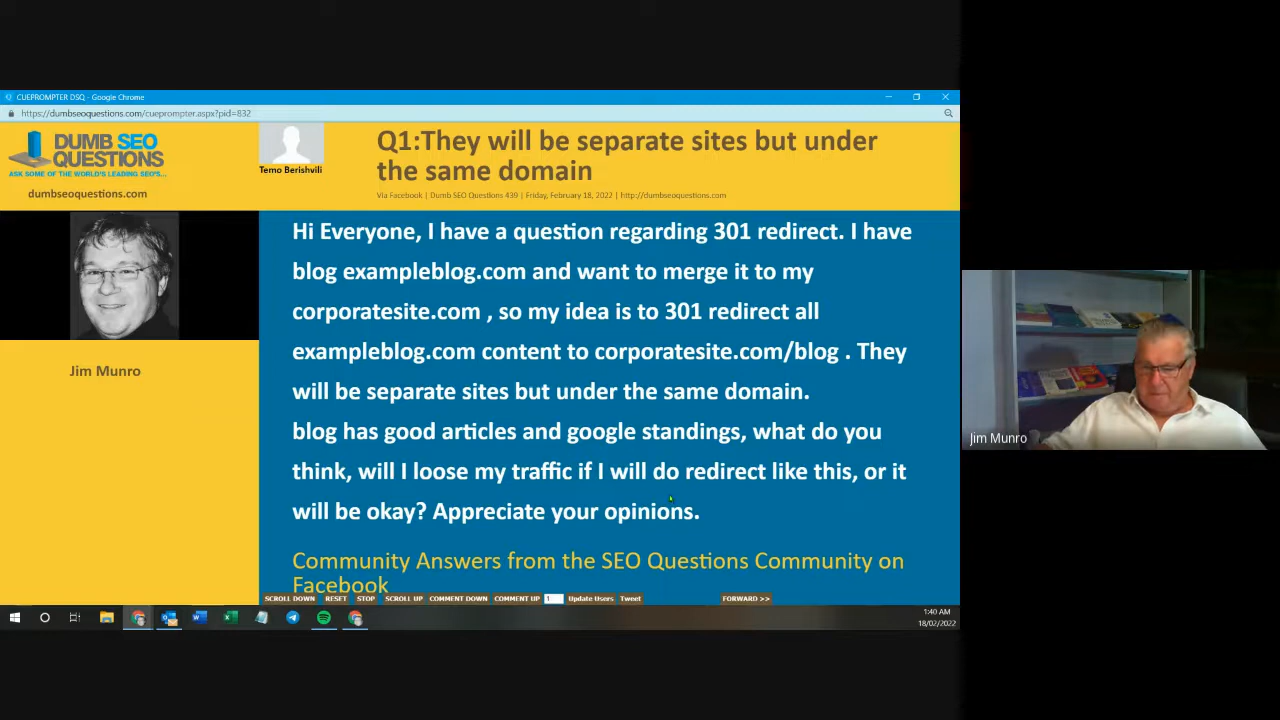 CUEPROMPTER DSQ - Google Chrome
https://dumbseoquestions.com/cueprompter.aspx?pid=832
DUMB SEO
QUESTIONS
ASK SOME OF THE WORLD'S LEADING SEO'S...
dumbseoquestions.com
Temo Berishvili
Q1:They will be separate sites but under
the same domain
Via Facebook | Dumb SEO Questions 439 | Friday, February 18, 2022 | http://dumbseoquestions.com
Jim Munro
Hi Everyone, I have a question regarding 301 redirect. I have
blog exampleblog.com and want to merge it to my
corporatesite.com , so my idea is to 301 redirect all
exampleblog.com content to corporatesite.com/blog . They
will be separate sites but under the same domain.
blog has good articles and google standings, what do you
think, will I loose my traffic if I will do redirect like this, or it
will be okay? Appreciate your opinions.
Community Answers from the SEO Questions Community on
Facebook
SCROLL DOWN RESET STOP SCROLL UP COMMENT DOWN COMMENT UP 1 Update Users Tweet FORWARD >>
1:40 AM
18/02/2022
Jim Munro